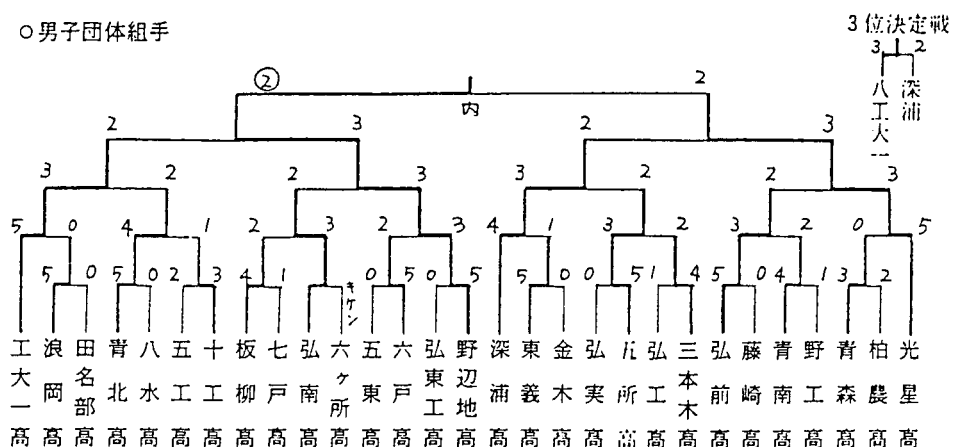 ○男子団体組手
3位決定戦
3 2
八工大一
深浦
② 2
内
2 3 2 3
3 2 2 3 3 2 2 3
5 0 4 1 2 3 2 3 4 1 3 2 3 2 0 5
5 0 5 0 2 3 4 1 キケン 0 5 0 5 5 0 0 5 1 4 5 0 4 1 3 2
工大一高
浪岡高
田名部高
青北高
八水高
五工高
十工高
板柳高
七戸高
弘南高
六ヶ所高
五東高
六戸高
弘東工高
野辺地高
深浦高
東義高
金木高
弘実高
所高
弘工高
三本木高
弘前高
藤崎高
青南高
野工高
青森高
柏農高
光星高